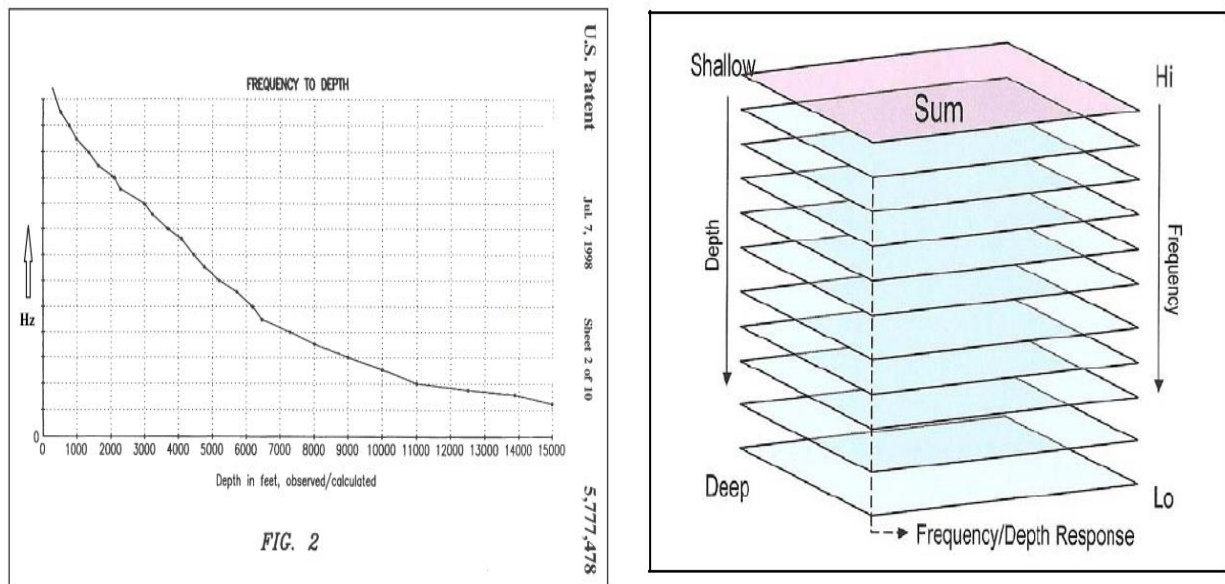 FREQUENCY TO DEPTH
Hz
0
0 1000 2000 3000 4000 5000 6000 7000 8000 9000 10000 11000 12000 13000 14000 15000
Depth in feet, observed/calculated
FIG. 2
U.S. Patent Jul. 7, 1998 Sheet 2 of 10 5,777,478
Shallow
Hi
Sum
Depth
Frequency
Deep
Lo
Frequency/Depth Response